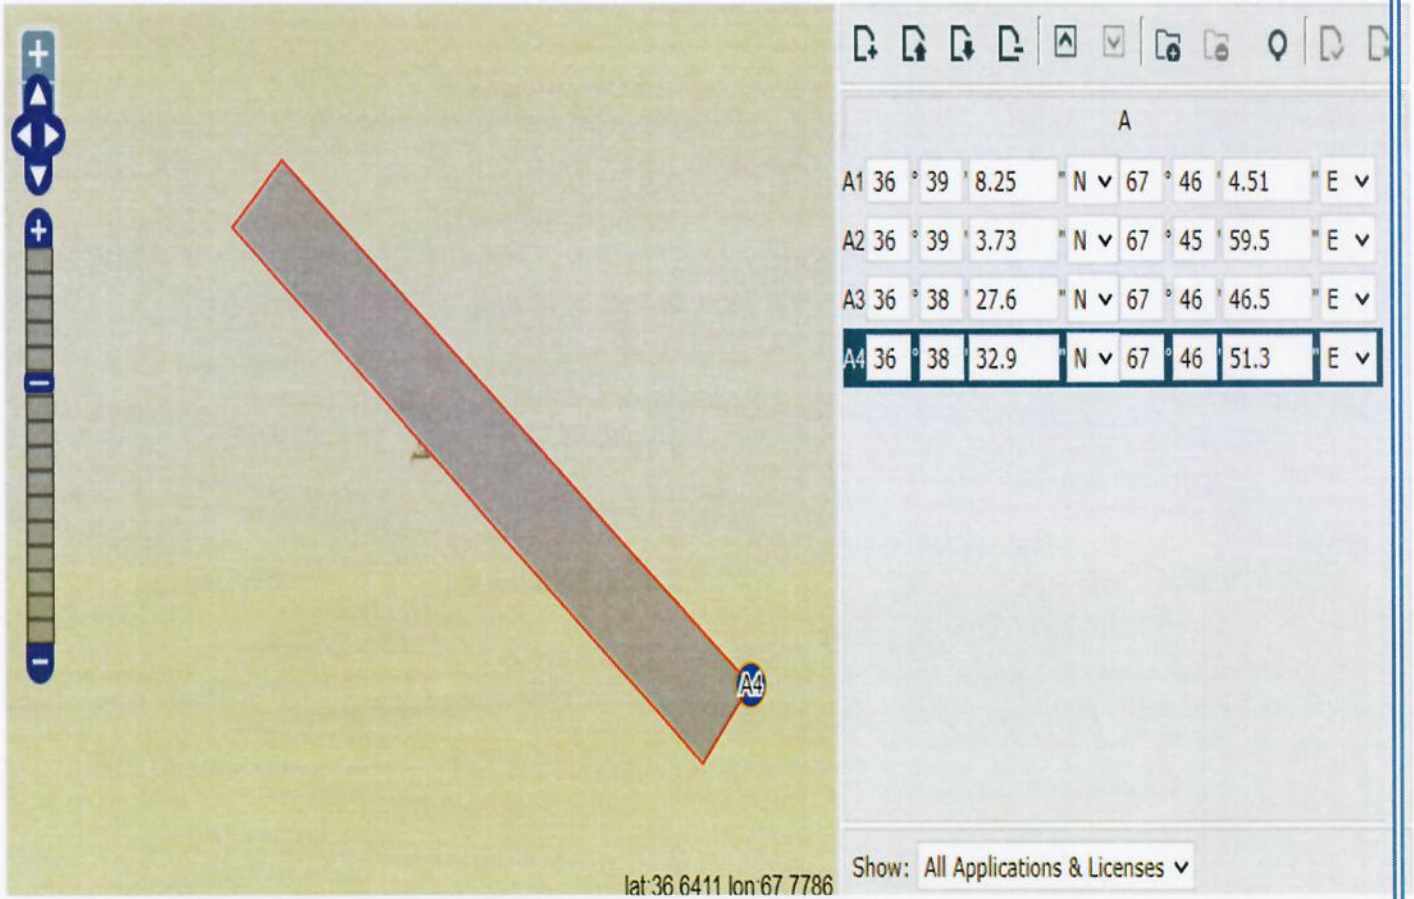 A
A1 36 ° 39 ' 8.25 " N 67 ° 46 ' 4.51 " E
A2 36 ° 39 ' 3.73 " N 67 ° 45 ' 59.5 " E
A3 36 ° 38 ' 27.6 " N 67 ° 46 ' 46.5 " E
A4 36 ° 38 ' 32.9 " N 67 ° 46 ' 51.3 " E
A4
Show: All Applications & Licenses
lat:36.6411 lon:67.7786